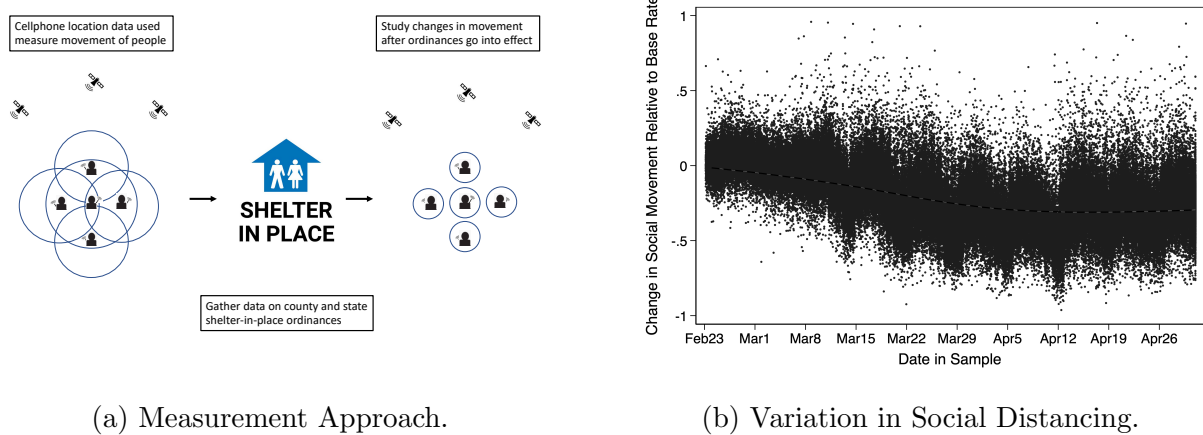 Cellphone location data used
measure movement of people
Study changes in movement
after ordinances go into effect
SHELTER
IN PLACE
Gather data on county and state
shelter-in-place ordinances
(a) Measurement Approach.
Change in Social Movement Relative to Base Rate
1
.5
0
-.5
-1
Feb23 Mar1 Mar8 Mar15 Mar22 Mar29 Apr5 Apr12 Apr19 Apr26
Date in Sample
(b) Variation in Social Distancing.